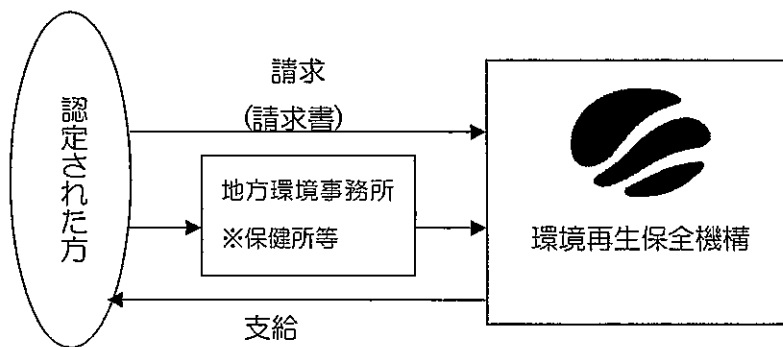 認定された方
請求
(請求書)
地方環境事務所
※保健所等
環境再生保全機構
支給